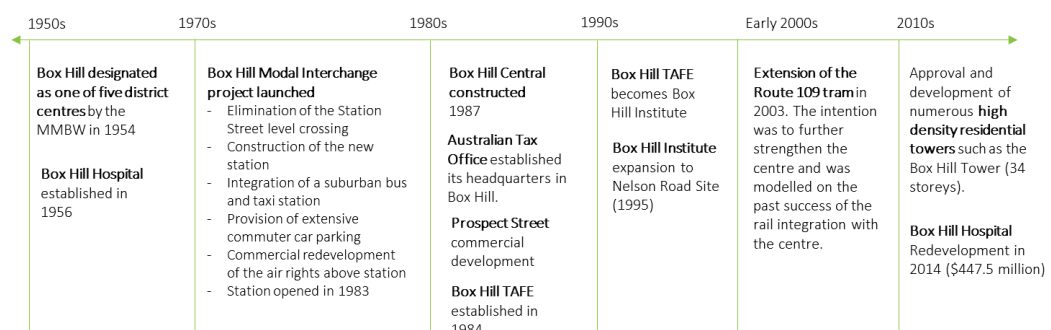 1950s
1970s
1980s
1990s
Early 2000s
2010s
Box Hill designated
as one of five district
centres by the
MMBW in 1954
Box Hill Hospital
established in
1956
Box Hill Modal Interchange
project launched
- Elimination of the Station
Street level crossing
- Construction of the new
station
- Integration of a suburban bus
and taxi station
- Provision of extensive
commuter car parking
- Commercial redevelopment
of the air rights above station
- Station opened in 1983
Box Hill Central
constructed
1987
Australian Tax
Office established
its headquarters in
Box Hill.
Prospect Street
commercial
development
Box Hill TAFE
established in
1984
Box Hill TAFE
becomes Box
Hill Institute
Box Hill Institute
expansion to
Nelson Road Site
(1995)
Extension of the
Route 109 tram in
2003. The intention
was to further
strengthen the
centre and was
modelled on the
past success of the
rail integration with
the centre.
Approval and
development of
numerous high
density residential
towers such as the
Box Hill Tower (34
storeys).
Box Hill Hospital
Redevelopment in
2014 ($447.5 million)